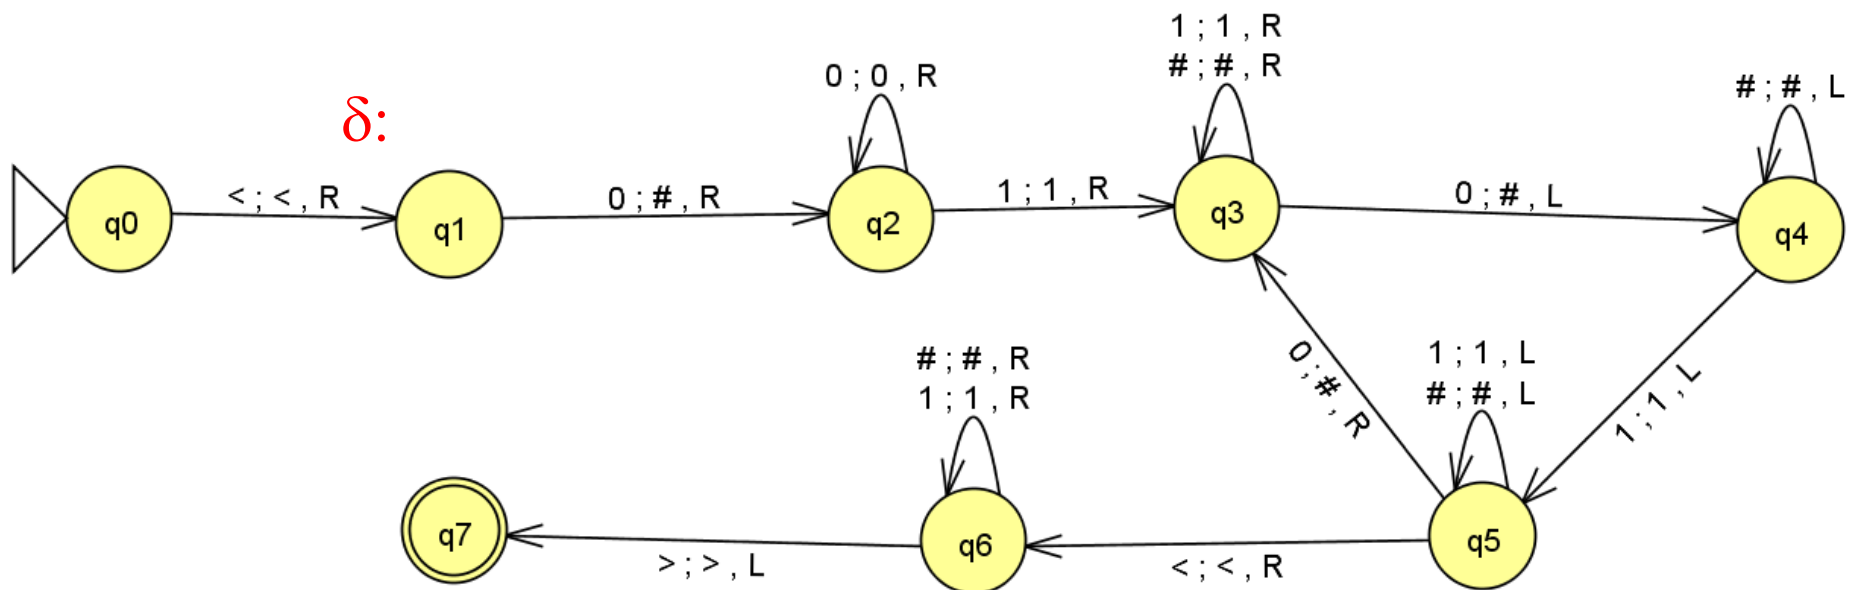 δ:
1 ; 1 , R
# ; # , R
0 ; 0 , R
# ; # , L
q0
< ; < , R
q1
0 ; # , R
q2
1 ; 1 , R
q3
0 ; # , L
q4
0 ; # , R
1 ; 1 , L
# ; # , R
1 ; 1 , R
1 ; 1 , L
# ; # , L
q7
> ; > , L
q6
< ; < , R
q5